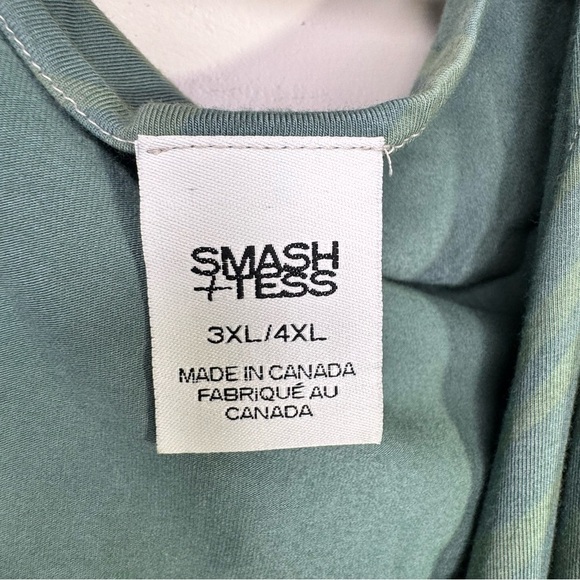 SMASH
+TESS
3XL/4XL
MADE IN CANADA
FABRIQUÉ AU
CANADA